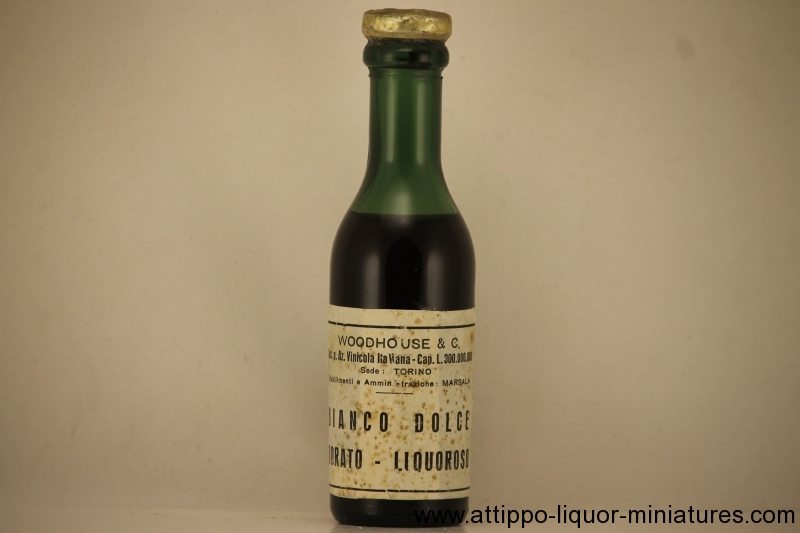 WOODHOUSE & C.
p. Az. Vinicola Italiana - Cap. L. 300.000.000
Sede: TORINO
e Amministrazione: MARSALA
BIANCO DOLCE
DORATO - LIQUOROSO
www.attippo-liquor-miniatures.com